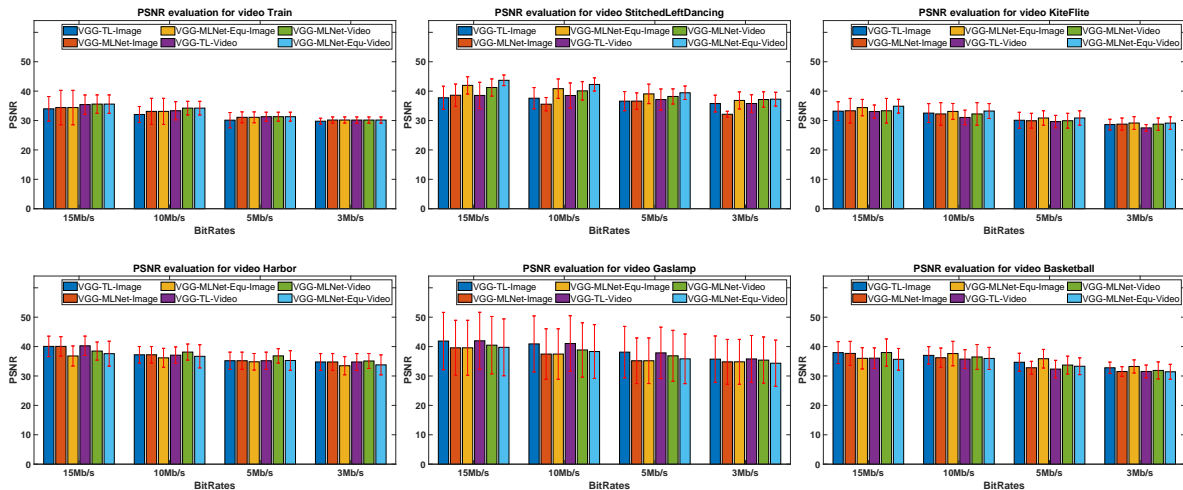 PSNR evaluation for video Train
VGG-TL-Image VGG-MLNet-Equ-Image VGG-MLNet-Video
VGG-MLNet-Image VGG-TL-Video VGG-MLNet-Equ-Video
PSNR
50
40
30
20
10
0
15Mb/s 10Mb/s 5Mb/s 3Mb/s
BitRates
PSNR evaluation for video StitchedLeftDancing
VGG-TL-Image VGG-MLNet-Equ-Image VGG-MLNet-Video
VGG-MLNet-Image VGG-TL-Video VGG-MLNet-Equ-Video
PSNR
50
40
30
20
10
0
15Mb/s 10Mb/s 5Mb/s 3Mb/s
BitRates
PSNR evaluation for video KiteFlite
VGG-TL-Image VGG-MLNet-Equ-Image VGG-MLNet-Video
VGG-MLNet-Image VGG-TL-Video VGG-MLNet-Equ-Video
PSNR
50
40
30
20
10
0
15Mb/s 10Mb/s 5Mb/s 3Mb/s
BitRates
PSNR evaluation for video Harbor
VGG-TL-Image VGG-MLNet-Equ-Image VGG-MLNet-Video
VGG-MLNet-Image VGG-TL-Video VGG-MLNet-Equ-Video
PSNR
50
40
30
20
10
0
15Mb/s 10Mb/s 5Mb/s 3Mb/s
BitRates
PSNR evaluation for video Gaslamp
VGG-TL-Image VGG-MLNet-Equ-Image VGG-MLNet-Video
VGG-MLNet-Image VGG-TL-Video VGG-MLNet-Equ-Video
PSNR
50
40
30
20
10
0
15Mb/s 10Mb/s 5Mb/s 3Mb/s
BitRates
PSNR evaluation for video Basketball
VGG-TL-Image VGG-MLNet-Equ-Image VGG-MLNet-Video
VGG-MLNet-Image VGG-TL-Video VGG-MLNet-Equ-Video
PSNR
50
40
30
20
10
0
15Mb/s 10Mb/s 5Mb/s 3Mb/s
BitRates